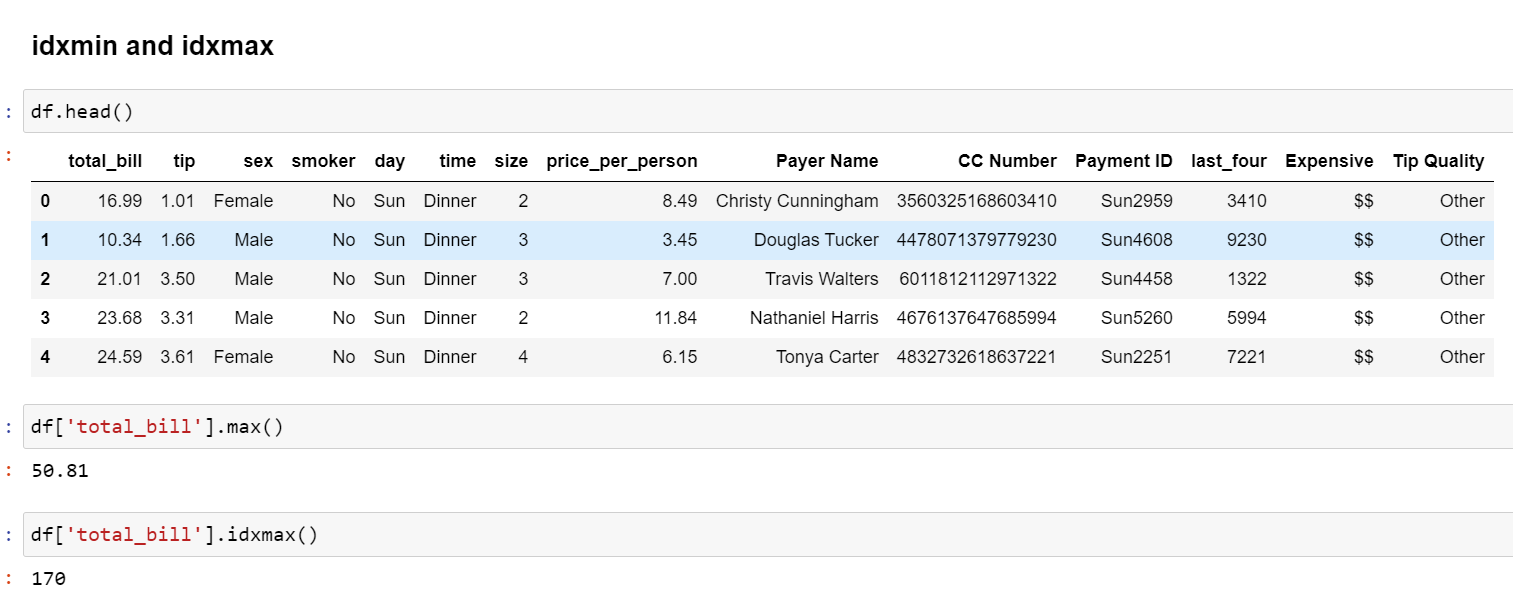 idxmin and idxmax
: df.head()
: total_bill tip sex smoker day time size price_per_person Payer Name CC Number Payment ID last_four Expensive Tip Quality
0 16.99 1.01 Female No Sun Dinner 2 8.49 Christy Cunningham 3560325168603410 Sun2959 3410 $$ Other
1 10.34 1.66 Male No Sun Dinner 3 3.45 Douglas Tucker 4478071379779230 Sun4608 9230 $$ Other
2 21.01 3.50 Male No Sun Dinner 3 7.00 Travis Walters 6011812112971322 Sun4458 1322 $$ Other
3 23.68 3.31 Male No Sun Dinner 2 11.84 Nathaniel Harris 4676137647685994 Sun5260 5994 $$ Other
4 24.59 3.61 Female No Sun Dinner 4 6.15 Tonya Carter 4832732618637221 Sun2251 7221 $$ Other
: df['total_bill'].max()
: 50.81
: df['total_bill'].idxmax()
: 170